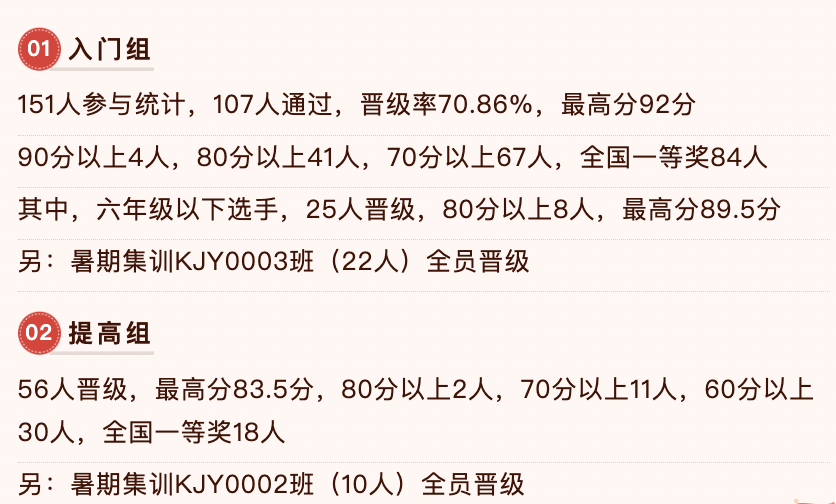 01 入门组
151人参与统计，107人通过，晋级率70.86%，最高分92分
90分以上4人，80分以上41人，70分以上67人，全国一等奖84人
其中，六年级以下选手，25人晋级，80分以上8人，最高分89.5分
另：暑期集训KJY0003班（22人）全员晋级
02 提高组
56人晋级，最高分83.5分，80分以上2人，70分以上11人，60分以上
30人，全国一等奖18人
另：暑期集训KJY0002班（10人）全员晋级